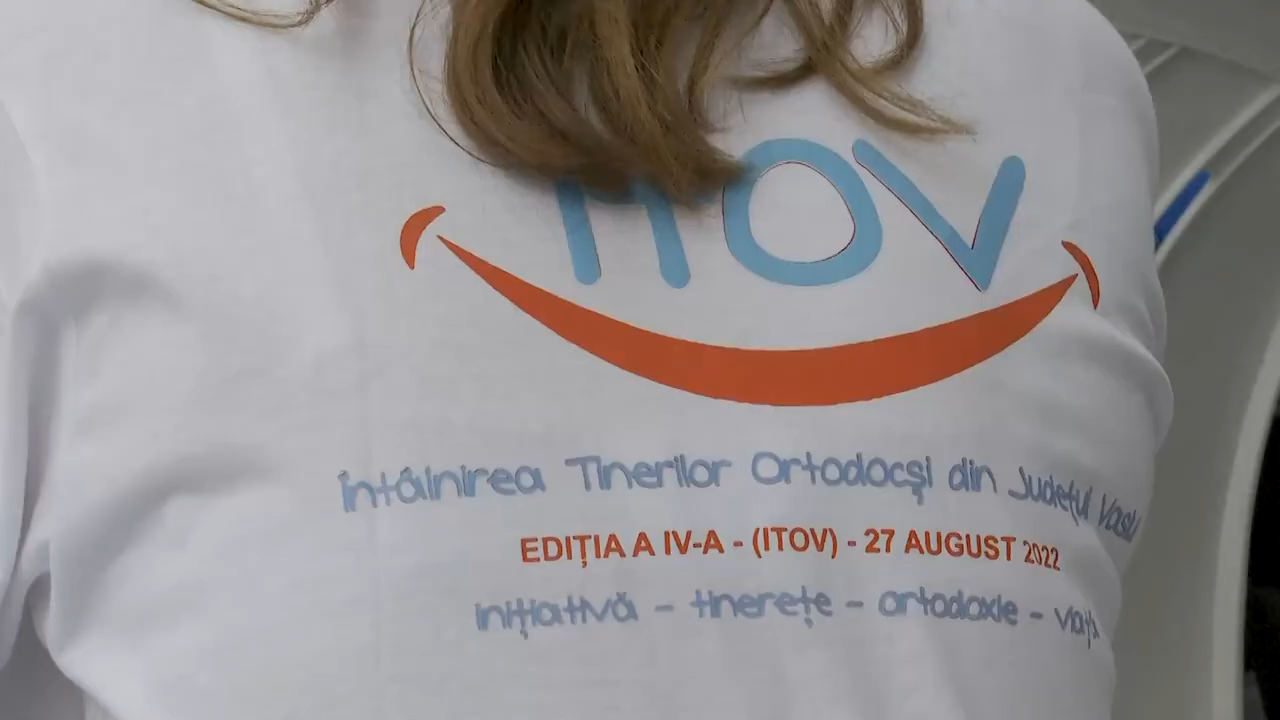 ITOV
Întâlnirea Tinerilor Ortodocși din Județul
EDIȚIA A IV-A - (ITOV) - 27 AUGUST 2022
inițiativă - tinerețe - ortodoxie - viață